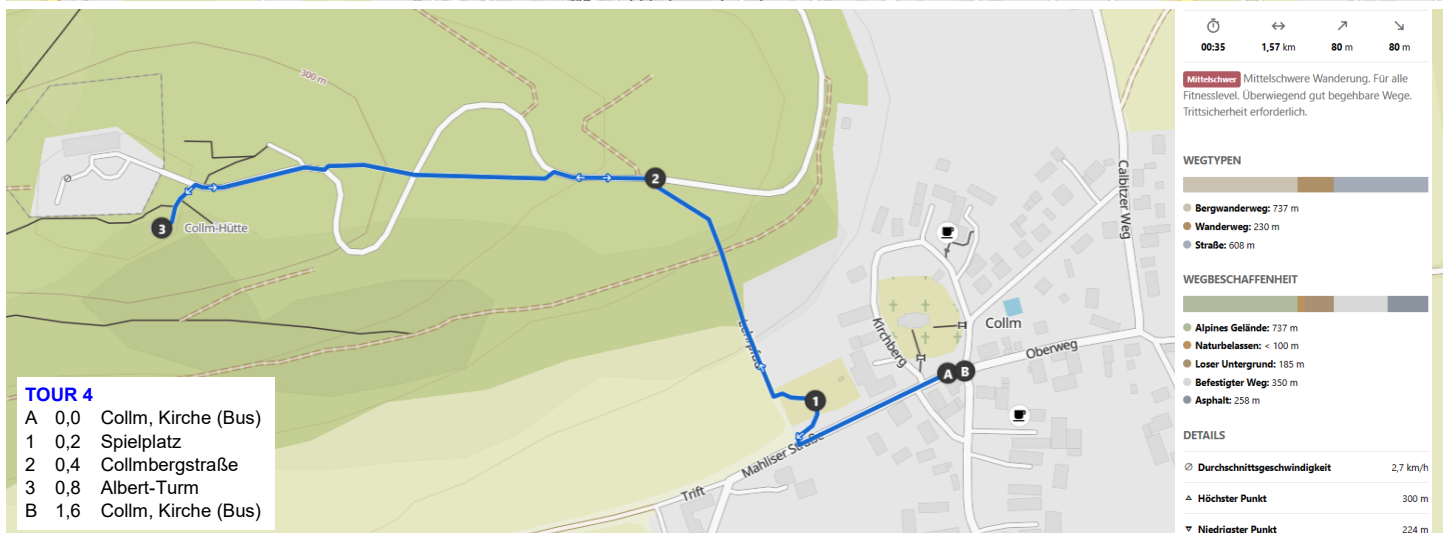 300 m
2
3
Collm-Hütte
Calbitzer Weg
Lehrpfad
Kirchberg
Collm
Oberweg
A B
1
Mahliser Straße
Trift
TOUR 4
A 0,0 Collm, Kirche (Bus)
1 0,2 Spielplatz
2 0,4 Collmbergstraße
3 0,8 Albert-Turm
B 1,6 Collm, Kirche (Bus)
00:35 1,57 km 80 m 80 m
Mittelschwer Mittelschwere Wanderung. Für alle
Fitnesslevel. Überwiegend gut begehbare Wege.
Trittsicherheit erforderlich.
WEGTYPEN
Bergwanderweg: 737 m
Wanderweg: 230 m
Straße: 608 m
WEGBESCHAFFENHEIT
Alpines Gelände: 737 m
Naturbelassen: < 100 m
Loser Untergrund: 185 m
Befestigter Weg: 350 m
Asphalt: 258 m
DETAILS
Durchschnittsgeschwindigkeit 2,7 km/h
Höchster Punkt 300 m
Niedrigster Punkt 224 m